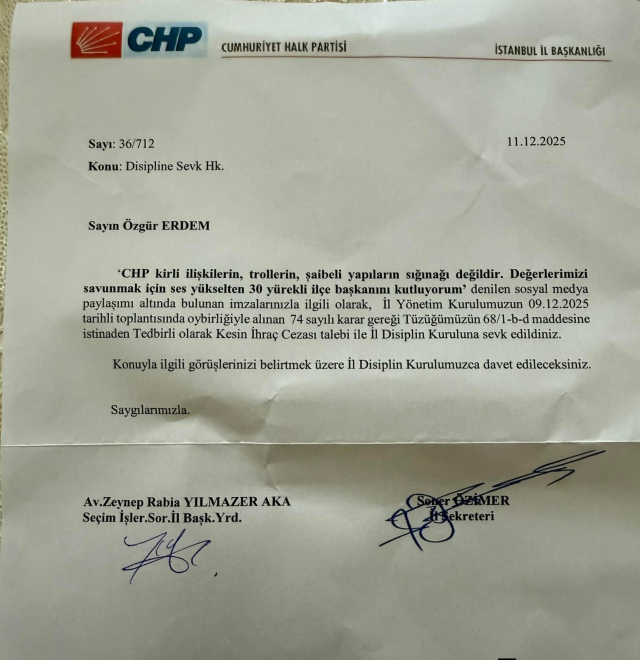 CHP CUMHURİYET HALK PARTİSİ İSTANBUL İL BAŞKANLIĞI
Sayı: 36/712 11.12.2025
Konu: Disipline Sevk Hk.
Sayın Özgür ERDEM
‘CHP kirli ilişkilerin, trollerin, şaibeli yapıların sığınağı değildir. Değerlerimizi
savunmak için ses yükselten 30 yürekli ilçe başkanını kutluyorum’ denilen sosyal medya
paylaşımı altında bulunan imzalarınızla ilgili olarak, İl Yönetim Kurulumuzun 09.12.2025
tarihli toplantısında oybirliğiyle alınan 74 sayılı karar gereği Tüzüğümüzün 68/1-b-d maddesine
istinaden Tedbirli olarak Kesin İhraç Cezası talebi ile İl Disiplin Kuruluna sevk edildiniz.
Konuyla ilgili görüşlerinizi belirtmek üzere İl Disiplin Kurulumuzca davet edileceksiniz.
Saygılarımızla.
Av.Zeynep Rabia YILMAZER AKA Soner ÖZİMER
Seçim İşler.Sor.İl Başk.Yrd. İl Sekreteri